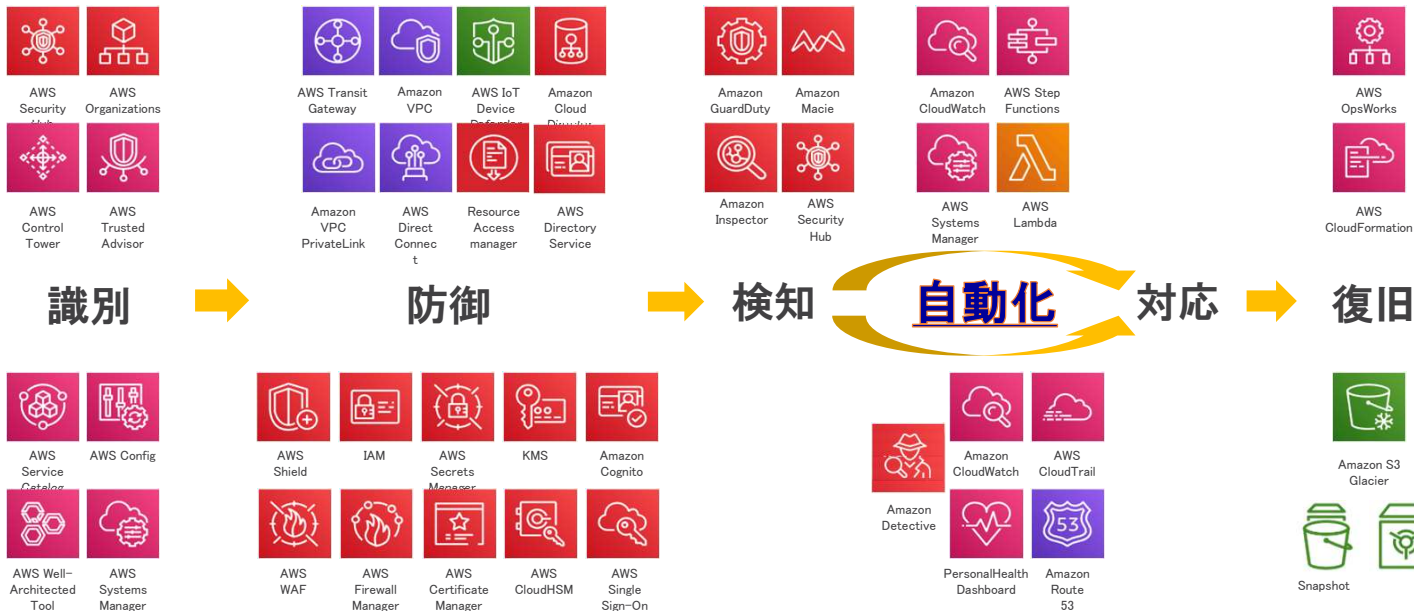 AWS
Security
Hub
AWS
Organizations
AWS Transit
Gateway
Amazon
VPC
AWS IoT
Device
Defender
Amazon
Cloud
Director
Amazon
GuardDuty
Amazon
Macie
Amazon
CloudWatch
AWS Step
Functions
AWS
OpsWorks
AWS
Control
Tower
AWS
Trusted
Advisor
Amazon
VPC
PrivateLink
AWS
Direct
Connec
t
Resource
Access
manager
AWS
Directory
Service
Amazon
Inspector
AWS
Security
Hub
AWS
Systems
Manager
AWS
Lambda
AWS
CloudFormation
識別
防御
検知
自動化
対応
復旧
AWS
Service
Catalog
AWS Config
AWS
Shield
IAM
AWS
Secrets
Manager
KMS
Amazon
Cognito
Amazon
Detective
Amazon
CloudWatch
AWS
CloudTrail
Amazon S3
Glacier
AWS Well-
Architected
Tool
AWS
Systems
Manager
AWS
WAF
AWS
Firewall
Manager
AWS
Certificate
Manager
AWS
CloudHSM
AWS
Single
Sign-On
PersonalHealth
Dashboard
53
Amazon
Route
53
Snapshot